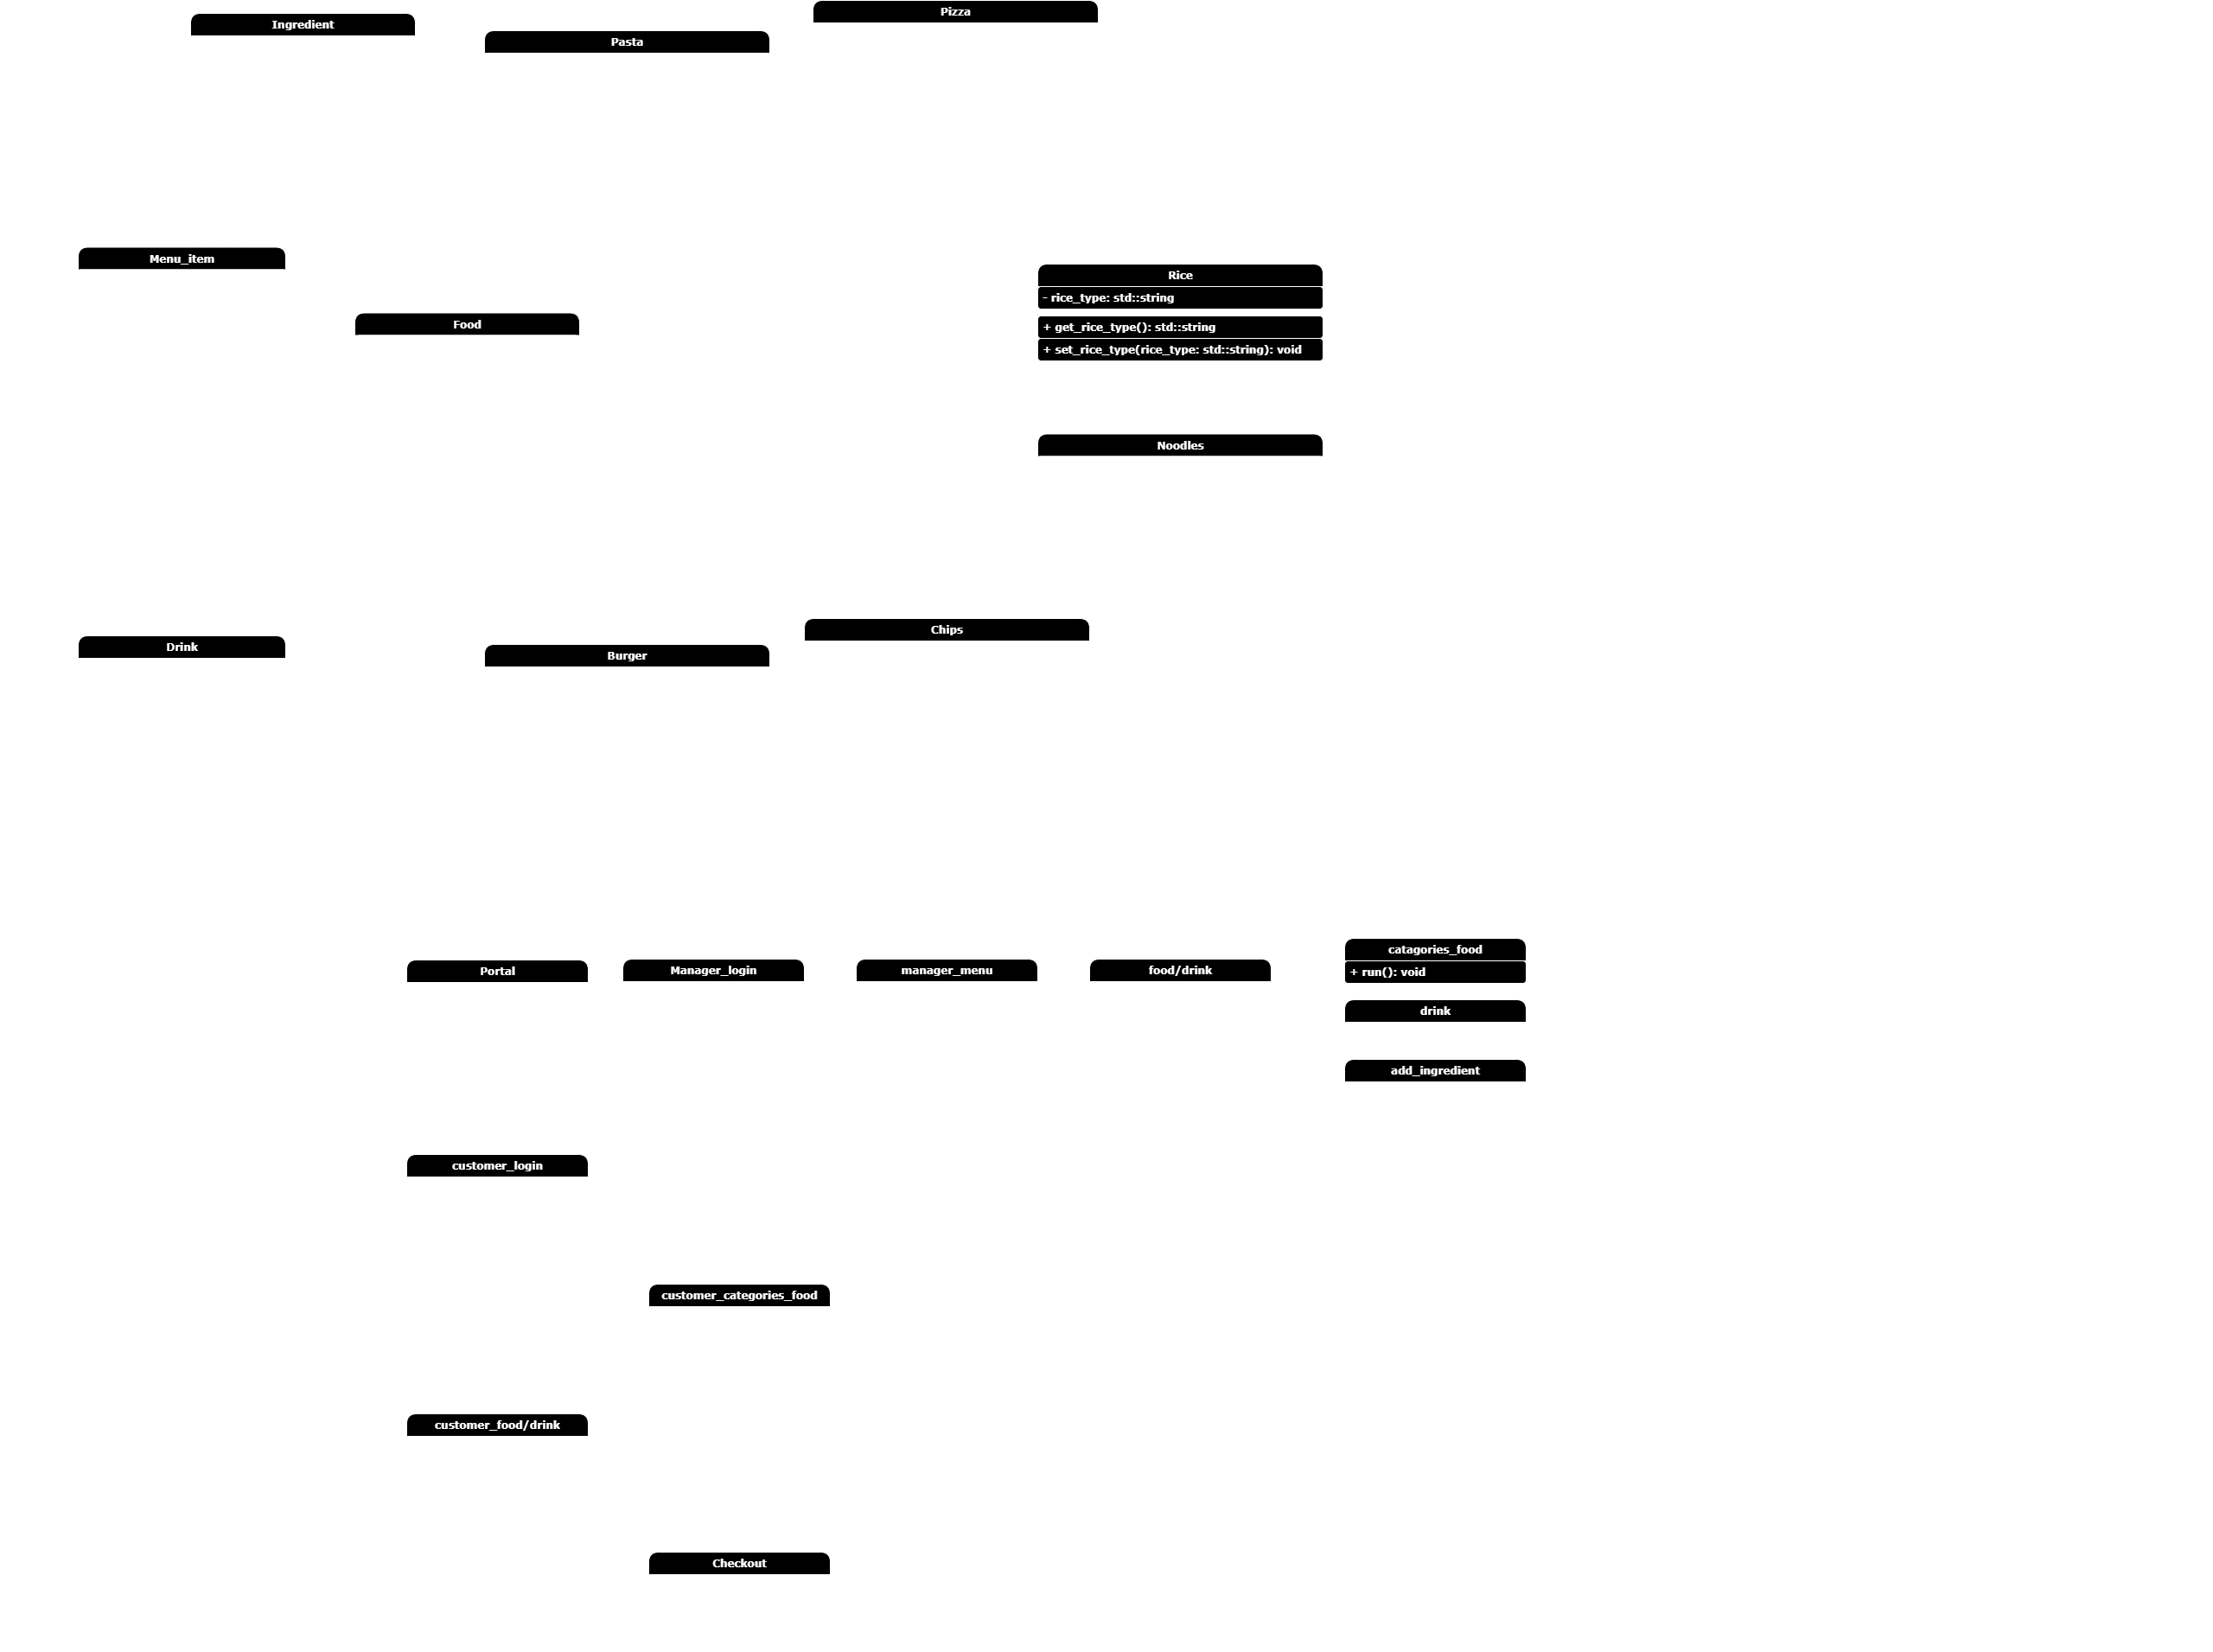 Pizza
Ingredient
Pasta
Menu_item
Rice
- rice_type: std::string
+ get_rice_type(): std::string
+ set_rice_type(rice_type: std::string): void
Food
Noodles
Chips
Drink
Burger
catagories_food
+ run(): void
Portal
Manager_login
manager_menu
food/drink
drink
add_ingredient
customer_login
customer_categories_food
customer_food/drink
Checkout